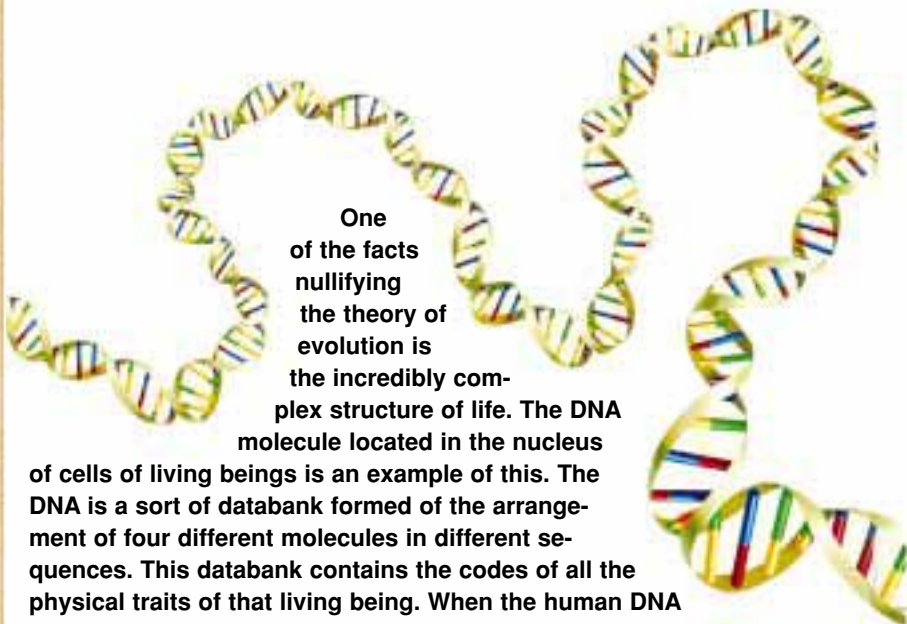 One
of the facts
nullifying
the theory of
evolution is
the incredibly com-
plex structure of life. The DNA
molecule located in the nucleus
of cells of living beings is an example of this. The
DNA is a sort of databank formed of the arrange-
ment of four different molecules in different se-
quences. This databank contains the codes of all the
physical traits of that living being. When the human DNA